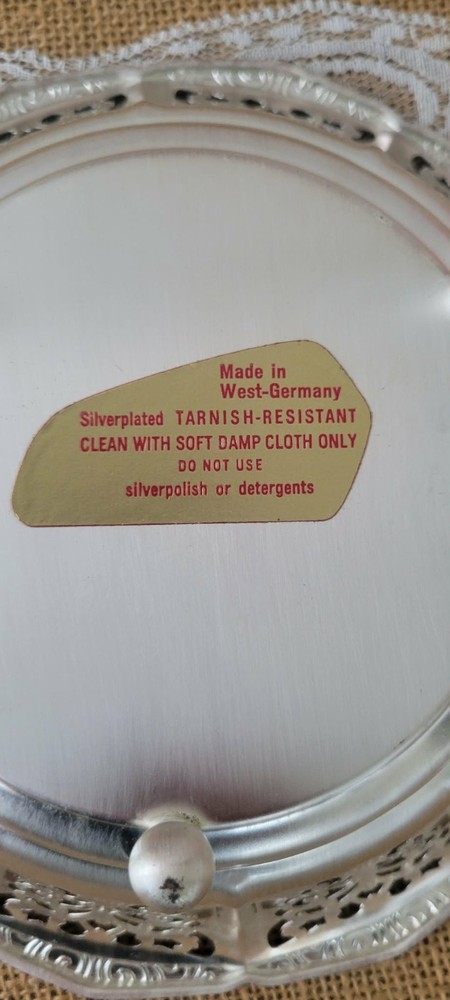 Made in
West-Germany
Silverplated TARNISH-RESISTANT
CLEAN WITH SOFT DAMP CLOTH ONLY
DO NOT USE
silverpolish or detergents